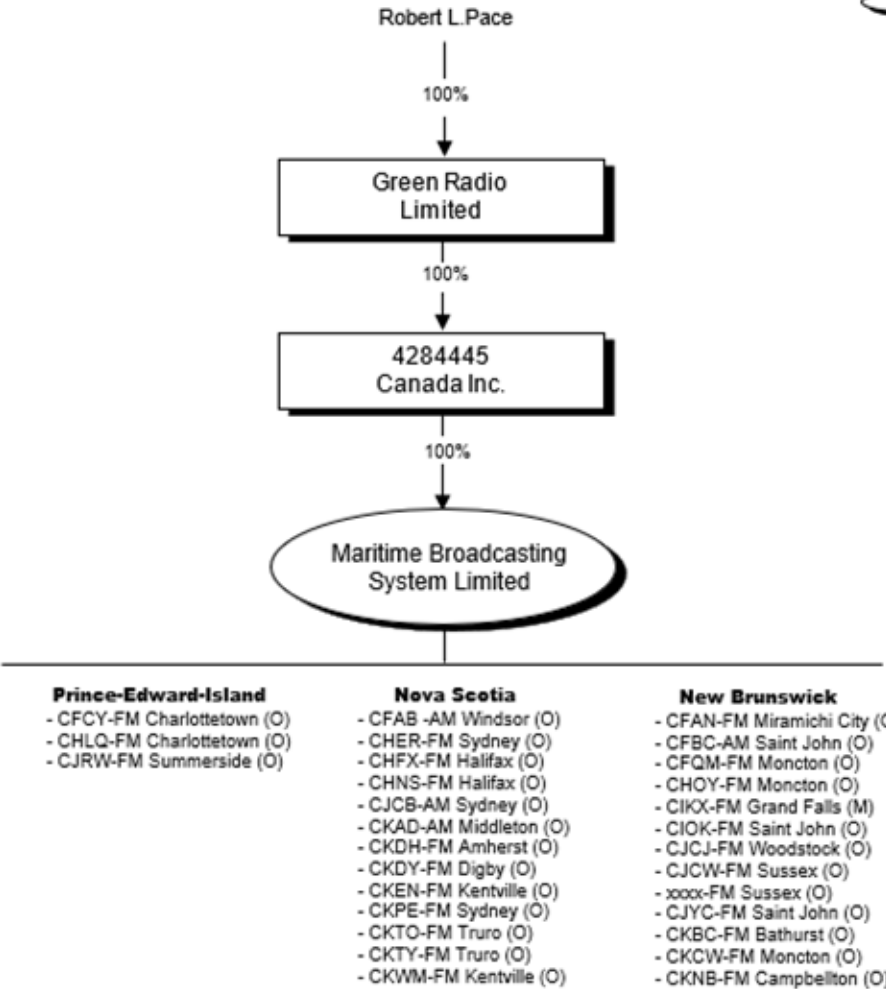 Robert L.Pace
100%
Green Radio
Limited
100%
4284445
Canada Inc.
100%
Maritime Broadcasting
System Limited
Prince-Edward-Island
- CFCY-FM Charlottetown (O)
- CHLQ-FM Charlottetown (O)
- CJRW-FM Summerside (O)
Nova Scotia
- CFAB -AM Windsor (O)
- CHER-FM Sydney (O)
- CHFX-FM Halifax (O)
- CHNS-FM Halifax (O)
- CJCB-AM Sydney (O)
- CKAD-AM Middleton (O)
- CKDH-FM Amherst (O)
- CKDY-FM Digby (O)
- CKEN-FM Kentville (O)
- CKPE-FM Sydney (O)
- CKTO-FM Truro (O)
- CKTY-FM Truro (O)
- CKWM-FM Kentville (O)
New Brunswick
- CFAN-FM Miramichi City (O
- CFBC-AM Saint John (O)
- CFQM-FM Moncton (O)
- CHOY-FM Moncton (O)
- CIKX-FM Grand Falls (M)
- CIOK-FM Saint John (O)
- CJCJ-FM Woodstock (O)
- CJCW-FM Sussex (O)
- xxxx-FM Sussex (O)
- CJYC-FM Saint John (O)
- CKBC-FM Bathurst (O)
- CKCW-FM Moncton (O)
- CKNB-FM Campbellton (O)